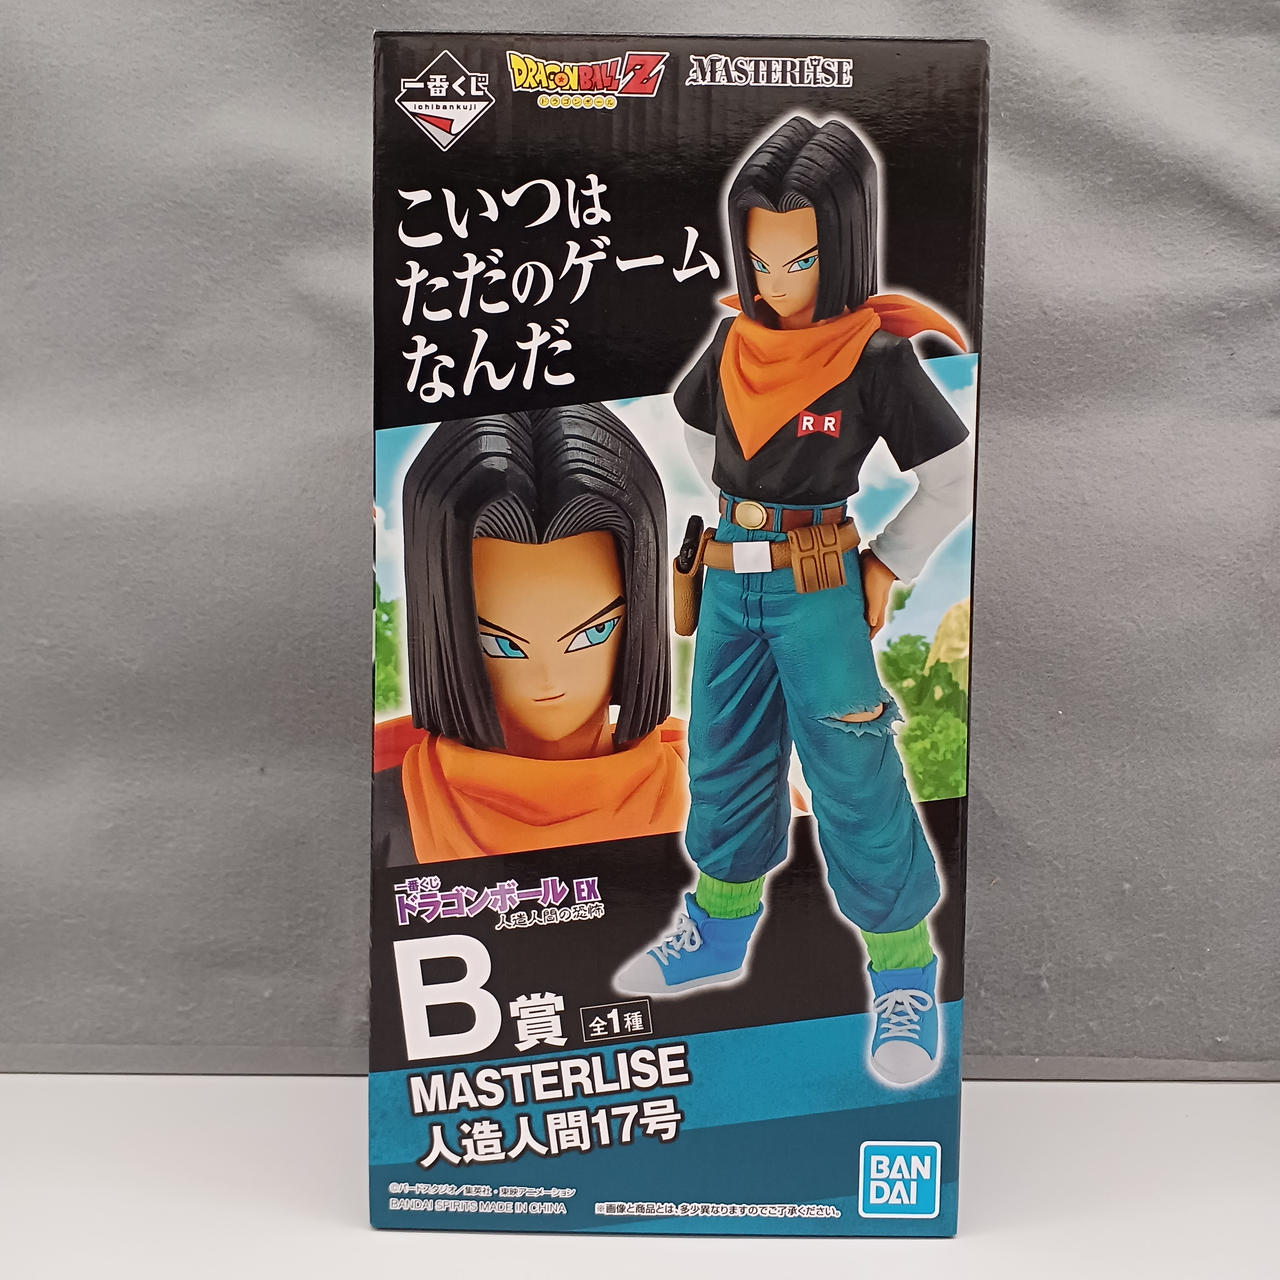 一番くじ
ichibankuji
DRAGONBALL Z
ドラゴンボール
MASTERLISE
こいつは
ただのゲーム
なんだ
RR
一番くじ
ドラゴンボール EX
人造人間の恐怖
B賞 全1種
MASTERLISE
人造人間17号
©バードスタジオ/集英社・東映アニメーション
BANDAI SPIRITS MADE IN CHINA
※画像と商品とは、多少異なりますのでご了承ください。
BAN
DAI